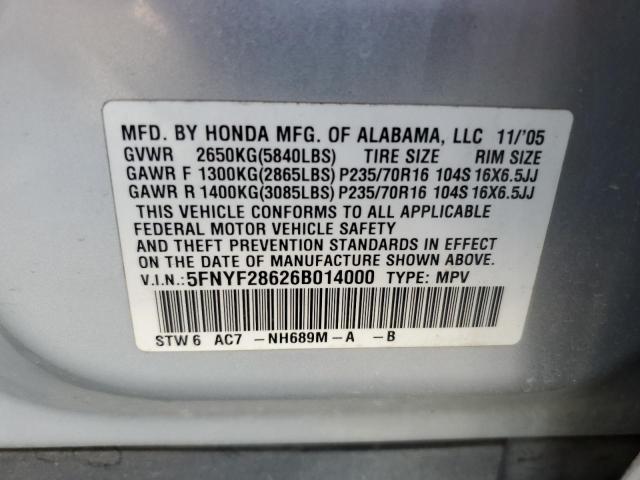 MFD. BY HONDA MFG. OF ALABAMA, LLC 11/'05
GVWR 2650KG(5840LBS) TIRE SIZE RIM SIZE
GAWR F 1300KG(2865LBS) P235/70R16 104S 16X6.5JJ
GAWR R 1400KG(3085LBS) P235/70R16 104S 16X6.5JJ
THIS VEHICLE CONFORMS TO ALL APPLICABLE
FEDERAL MOTOR VEHICLE SAFETY
AND THEFT PREVENTION STANDARDS IN EFFECT
ON THE DATE OF MANUFACTURE SHOWN ABOVE.
V.I.N.: 5FNYF28626B014000 TYPE: MPV
STW 6 AC7 -NH689M-A -B